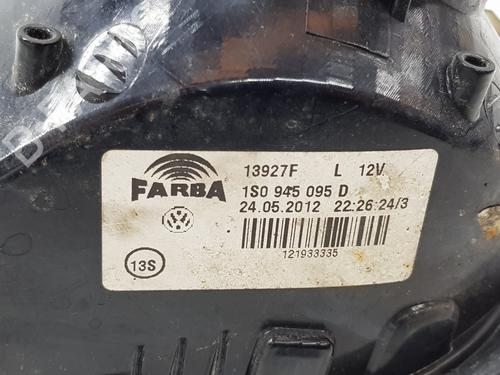 FARBA
13927F L 12V
1S0 945 095 D
24.05.2012 22:26:24/3
121933335
13S